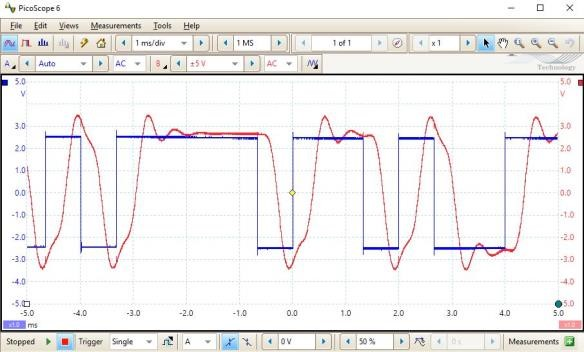 PicoScope 6
File Edit Views Measurements Tools Help
1 ms/div 1 MS 1 of 1 x 1
A Auto AC B ±5 V AC
Technology
5.0 5.0
V V
3.0 3.0
2.0 2.0
1.0 1.0
0.0 0.0
-1.0 -1.0
-2.0 -2.0
-3.0 -3.0
-4.0 -4.0
-5.0 -5.0
-5.0 -4.0 -3.0 -2.0 -1.0 0.0 1.0 2.0 3.0 4.0 5.0
x1.0 ms x1.0
Stopped Trigger Single A 0 V 50 % 0 s Measurements